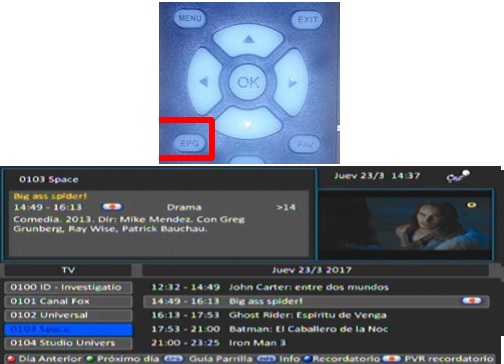 MENU
EXIT
OK
EPG
FAV
0103 Space
Juev 23/3 14:37
Big ass spider!
14:49 - 16:13 Drama >14
Comedia. 2013. Dir: Mike Mendez. Con Greg
Grunberg, Ray Wise, Patrick Bauchau.
TV
Juev 23/3 2017
0100 ID - Investigatio 12:32 - 14:49 John Carter: entre dos mundos
0101 Canal Fox 14:49 - 16:13 Big ass spider!
0102 Universal 16:13 - 17:53 Ghost Rider: Espiritu de Venga
0103 Space 17:53 - 21:00 Batman: El Caballero de la Noc
0104 Studio Univers 21:00 - 23:25 Iron Man 3
Día Anterior Próximo día EPG Guía Parrilla Info Recordatorio PVR recordatorio